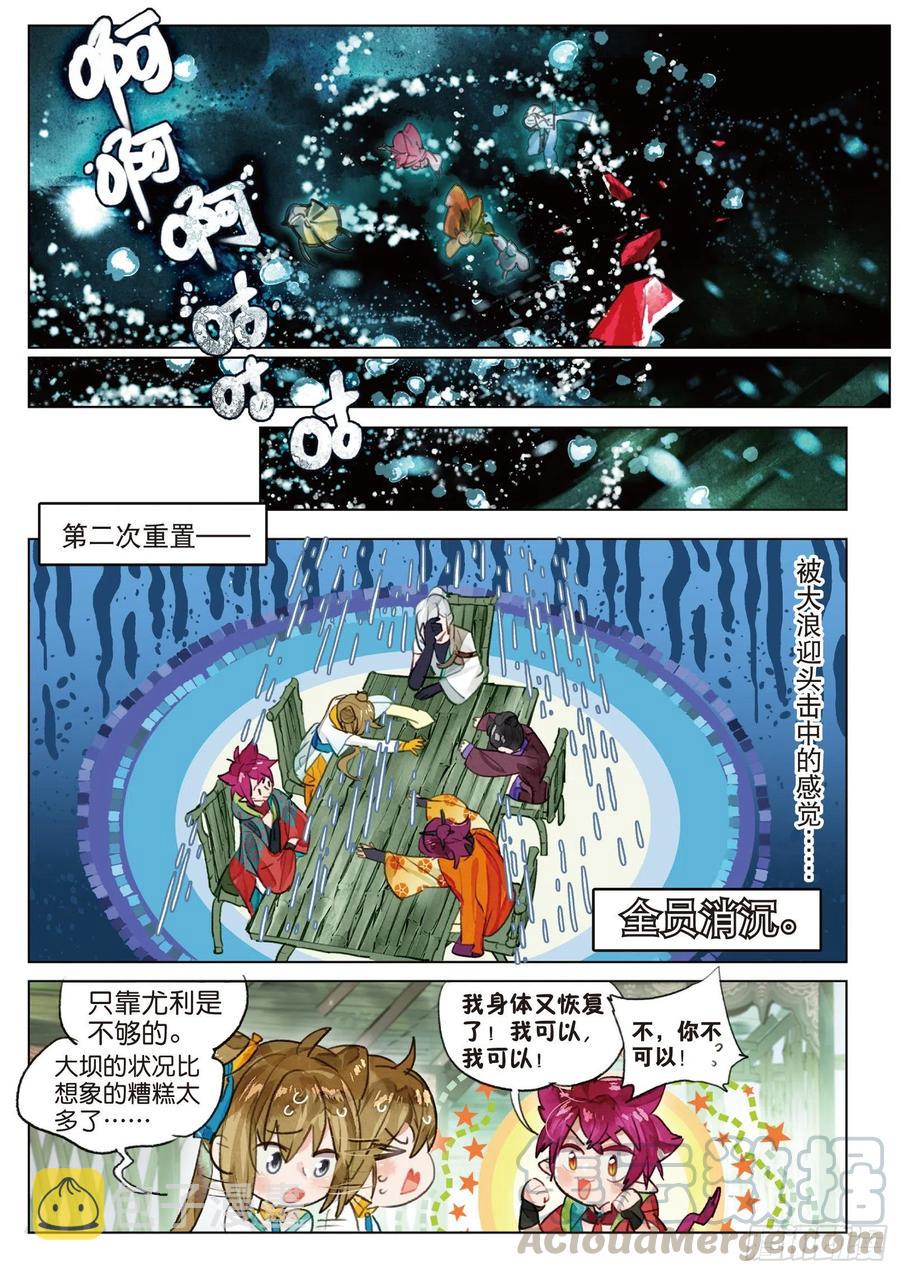 啊
啊
啊
咕
咕
咕
第二次重置——
被大浪迎头击中的感觉……
全员消沉。
只靠尤利是
不够的。
大坝的状况比
想象的糟糕太
多了……
我身体又恢复
了！我可以，
我可以！
不，你不
可以！
AcloudMerge.com